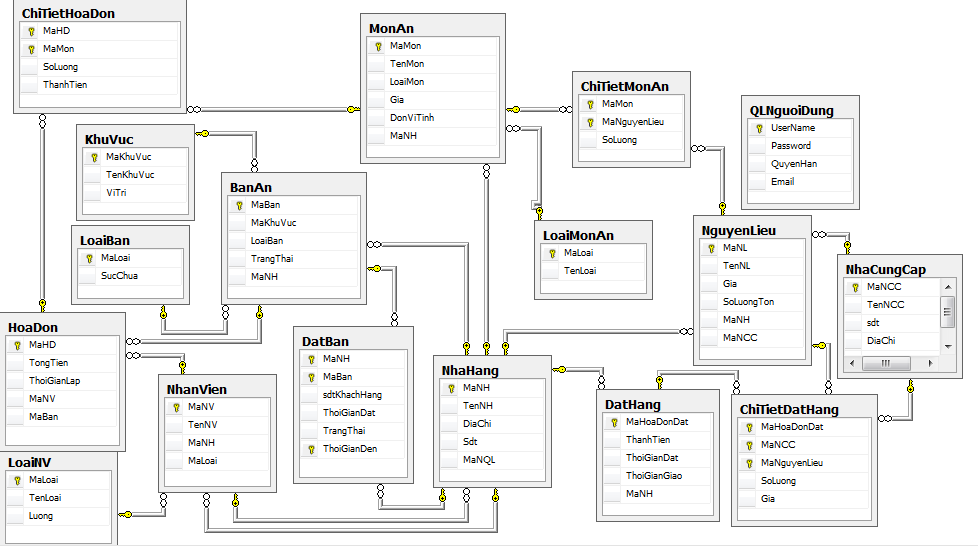 ChiTietHoaDon
MaHD
MaMon
SoLuong
ThanhTien
MonAn
MaMon
TenMon
LoaiMon
Gia
DonViTinh
MaNH
ChiTietMonAn
MaMon
MaNguyenLieu
SoLuong
QLNguoiDung
UserName
Password
QuyenHan
Email
KhuVuc
MaKhuVuc
TenKhuVuc
ViTri
BanAn
MaBan
MaKhuVuc
LoaiBan
TrangThai
MaNH
LoaiBan
MaLoai
SucChua
LoaiMonAn
MaLoai
TenLoai
NguyenLieu
MaNL
TenNL
Gia
SoLuongTon
MaNH
MaNCC
NhaCungCap
MaNCC
TenNCC
sdt
DiaChi
HoaDon
MaHD
TongTien
ThoiGianLap
MaNV
MaBan
NhanVien
MaNV
TenNV
MaNH
MaLoai
DatBan
MaNH
MaBan
sdtKhachHang
ThoiGianDat
TrangThai
ThoiGianDen
NhaHang
MaNH
TenNH
DiaChi
Sdt
MaNQL
DatHang
MaHoaDonDat
ThanhTien
ThoiGianDat
ThoiGianGiao
MaNH
ChiTietDatHang
MaHoaDonDat
MaNCC
MaNguyenLieu
SoLuong
Gia
LoaiNV
MaLoai
TenLoai
Luong